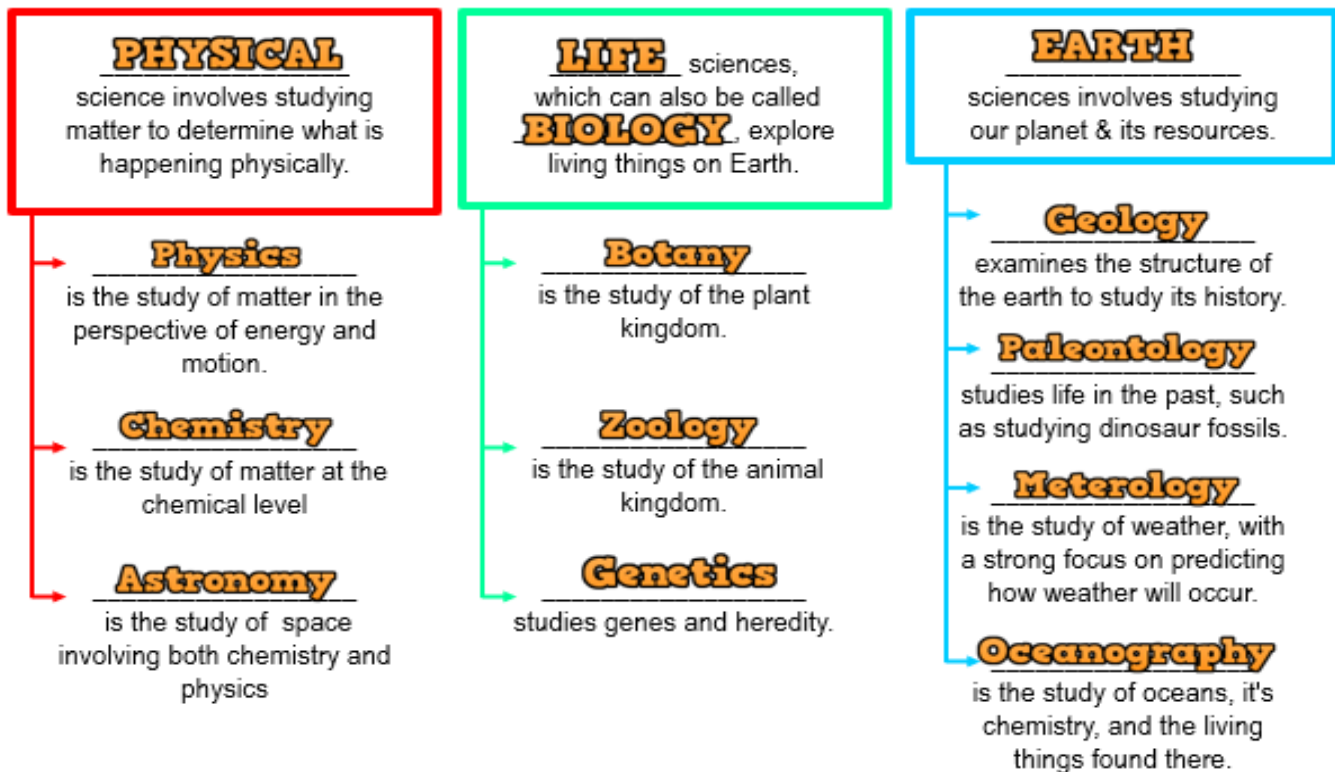 PHYSICAL
science involves studying
matter to determine what is
happening physically.
Physics
is the study of matter in the
perspective of energy and
motion.
Chemistry
is the study of matter at the
chemical level
Astronomy
is the study of space
involving both chemistry and
physics
LIFE sciences,
which can also be called
BIOLOGY, explore
living things on Earth.
Botany
is the study of the plant
kingdom.
Zoology
is the study of the animal
kingdom.
Genetics
studies genes and heredity.
EARTH
sciences involves studying
our planet & its resources.
Geology
examines the structure of
the earth to study its history.
Paleontology
studies life in the past, such
as studying dinosaur fossils.
Meterology
is the study of weather, with
a strong focus on predicting
how weather will occur.
Oceanography
is the study of oceans, it's
chemistry, and the living
things found there.